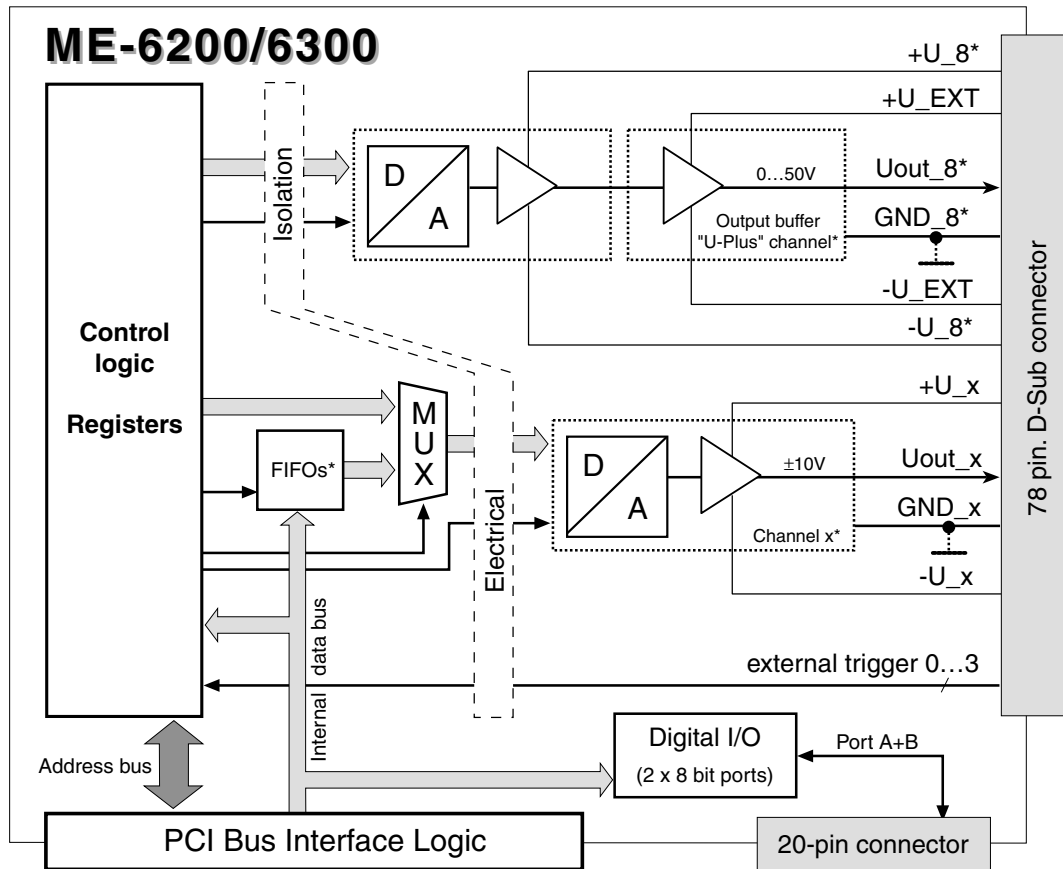 ME-6200/6300
+U_8*
+U_EXT
Isolation
D
A
0...50V
Uout_8*
Output buffer
"U-Plus" channel*
GND_8*
-U_EXT
-U_8*
Control
logic
Registers
FIFOs*
MUX
Electrical
D
A
+U_x
±10V
Uout_x
Channel x*
GND_x
-U_x
78 pin. D-Sub connector
external trigger 0...3
Internal data bus
Address bus
Digital I/O
(2 x 8 bit ports)
Port A+B
PCI Bus Interface Logic
20-pin connector